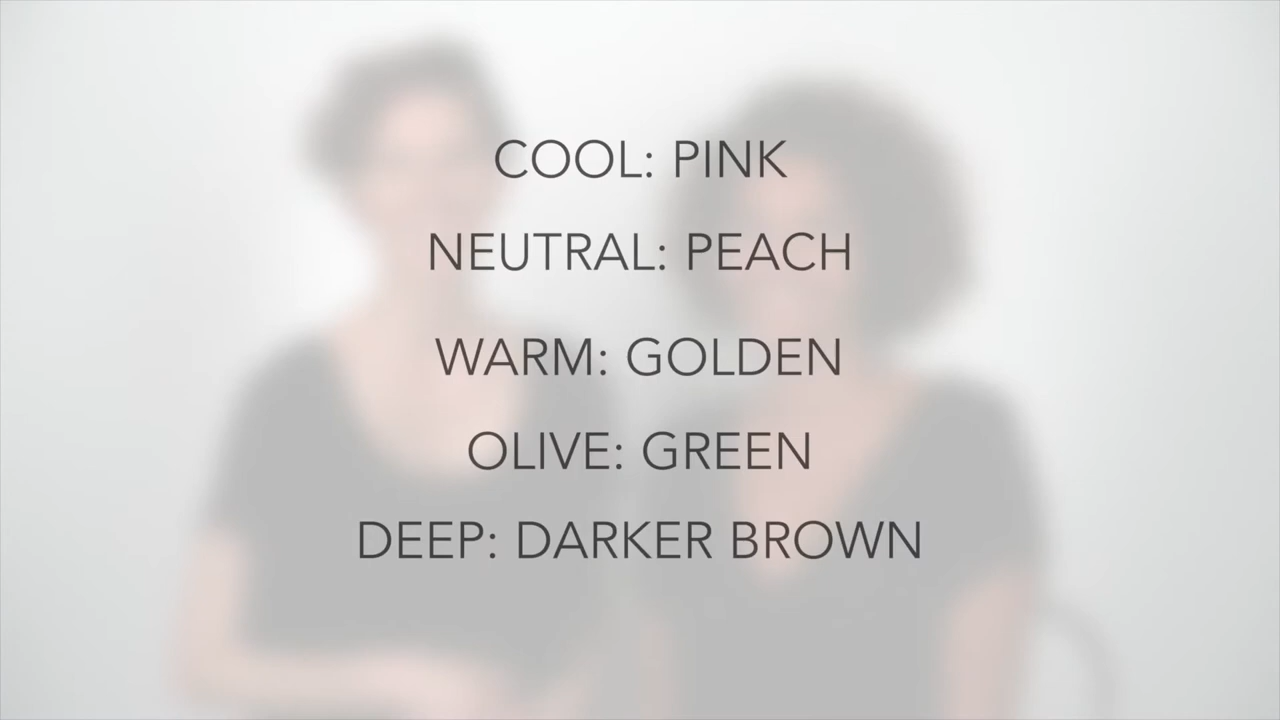 COOL: PINK
NEUTRAL: PEACH
WARM: GOLDEN
OLIVE: GREEN
DEEP: DARKER BROWN